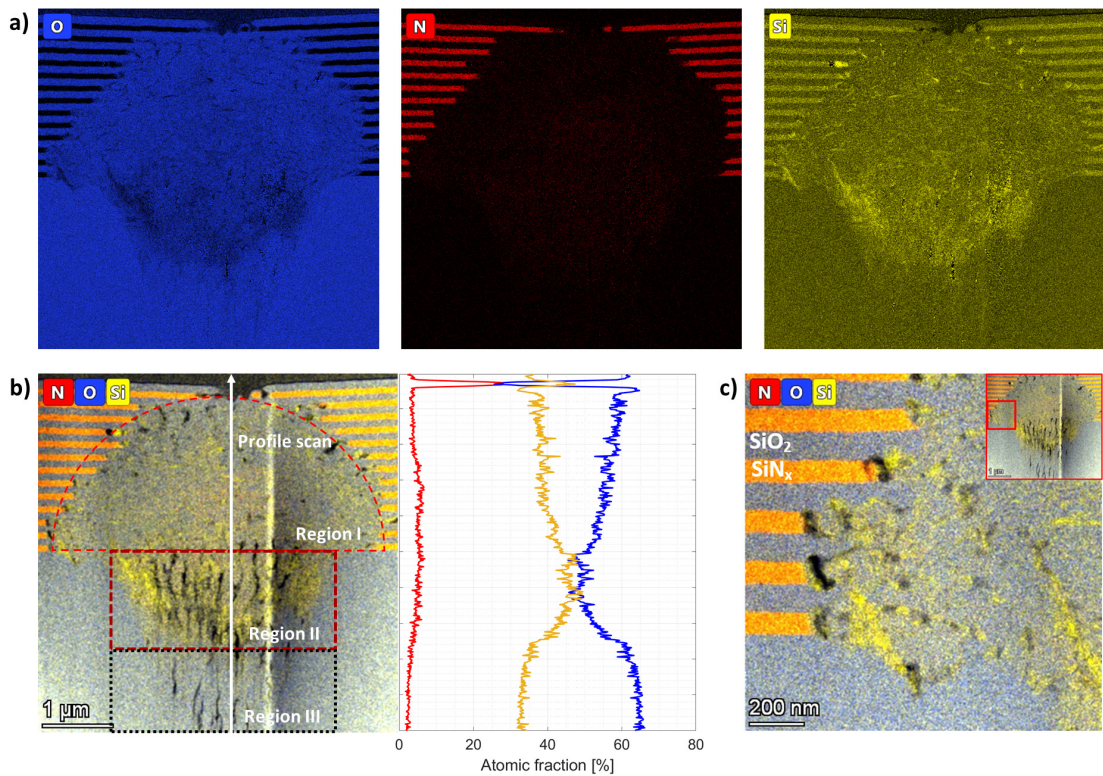 a)
O
N
Si
b)
N O Si
Profile scan
Region I
Region II
Region III
1 µm
0 20 40 60 80
Atomic fraction [%]
c)
N O Si
SiO₂
SiNₓ
1 µm
200 nm